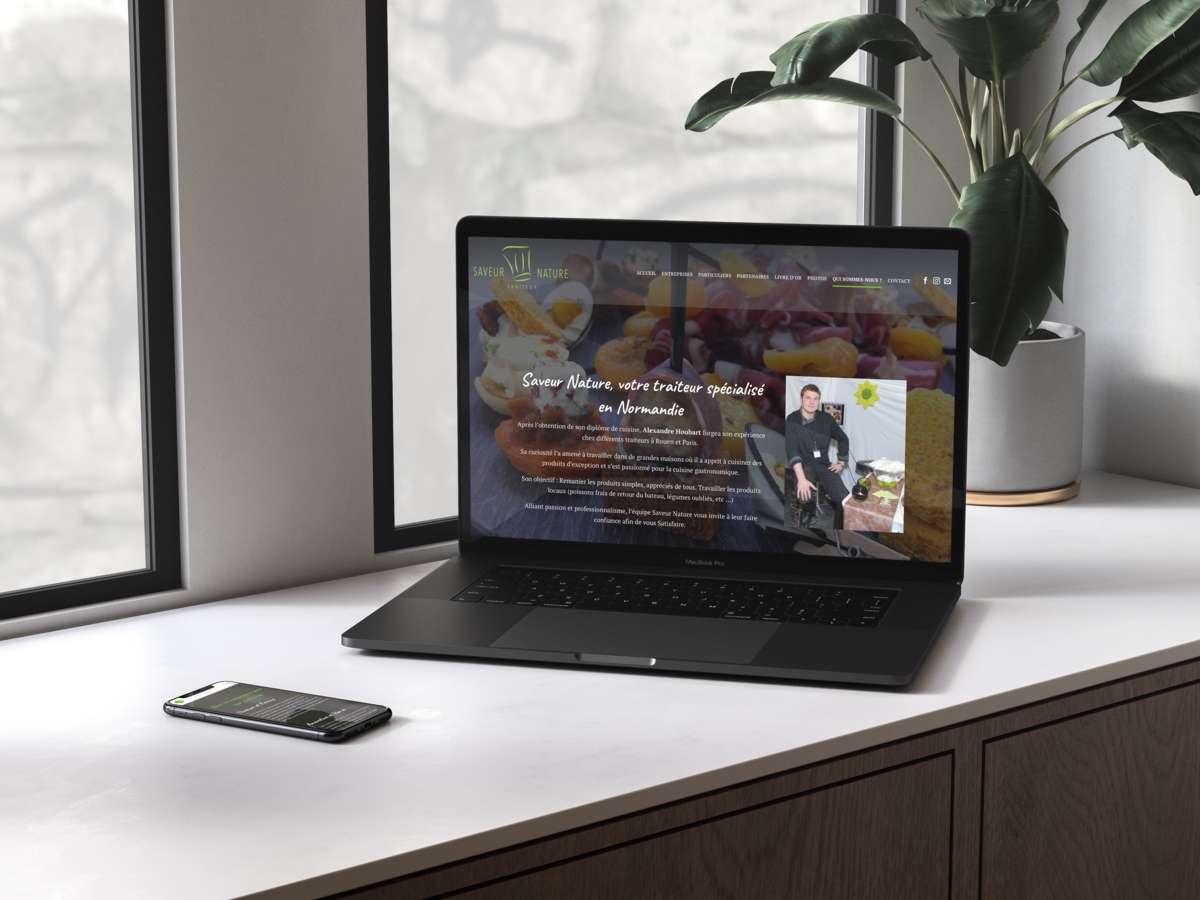 SAVEUR NATURE
TRAITEUR
ACCUEIL ENTREPRISES PARTICULIERS PARTENAIRES LIVRE D'OR PHOTOS QUI SOMMES-NOUS ? CONTACT
Saveur Nature, votre traiteur spécialisé
en Normandie
Après l'obtention de son diplôme de cuisine, Alexandre Houbart forgea son expérience
chez différents traiteurs à Rouen et Paris.
Sa curiosité l'a amené à travailler dans de grandes maisons où il a apprit à cuisiner des
produits d'exception et s'est passionné pour la cuisine gastronomique.
Son objectif : Remanier les produits simples, appréciés de tous. Travailler les produits
locaux (poissons frais de retour du bateau, légumes oubliés, etc ...)
Alliant passion et professionnalisme, l'équipe Saveur Nature vous invite à leur faire
confiance afin de vous Satisfaire.
MacBook Pro